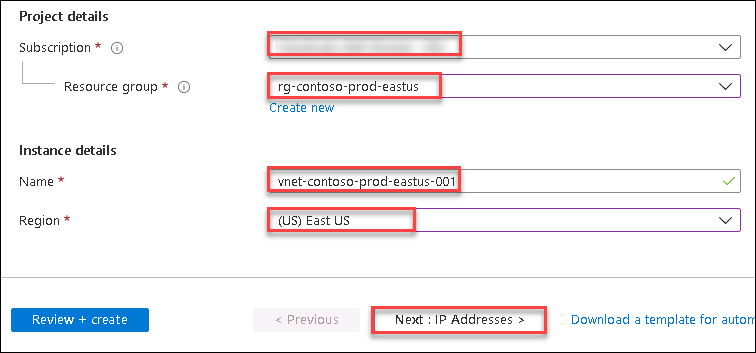 Project details
Subscription *
Resource group *
rg-contoso-prod-eastus
Create new
Instance details
Name *
vnet-contoso-prod-eastus-001
Region *
(US) East US
Review + create
< Previous
Next : IP Addresses >
Download a template for autom